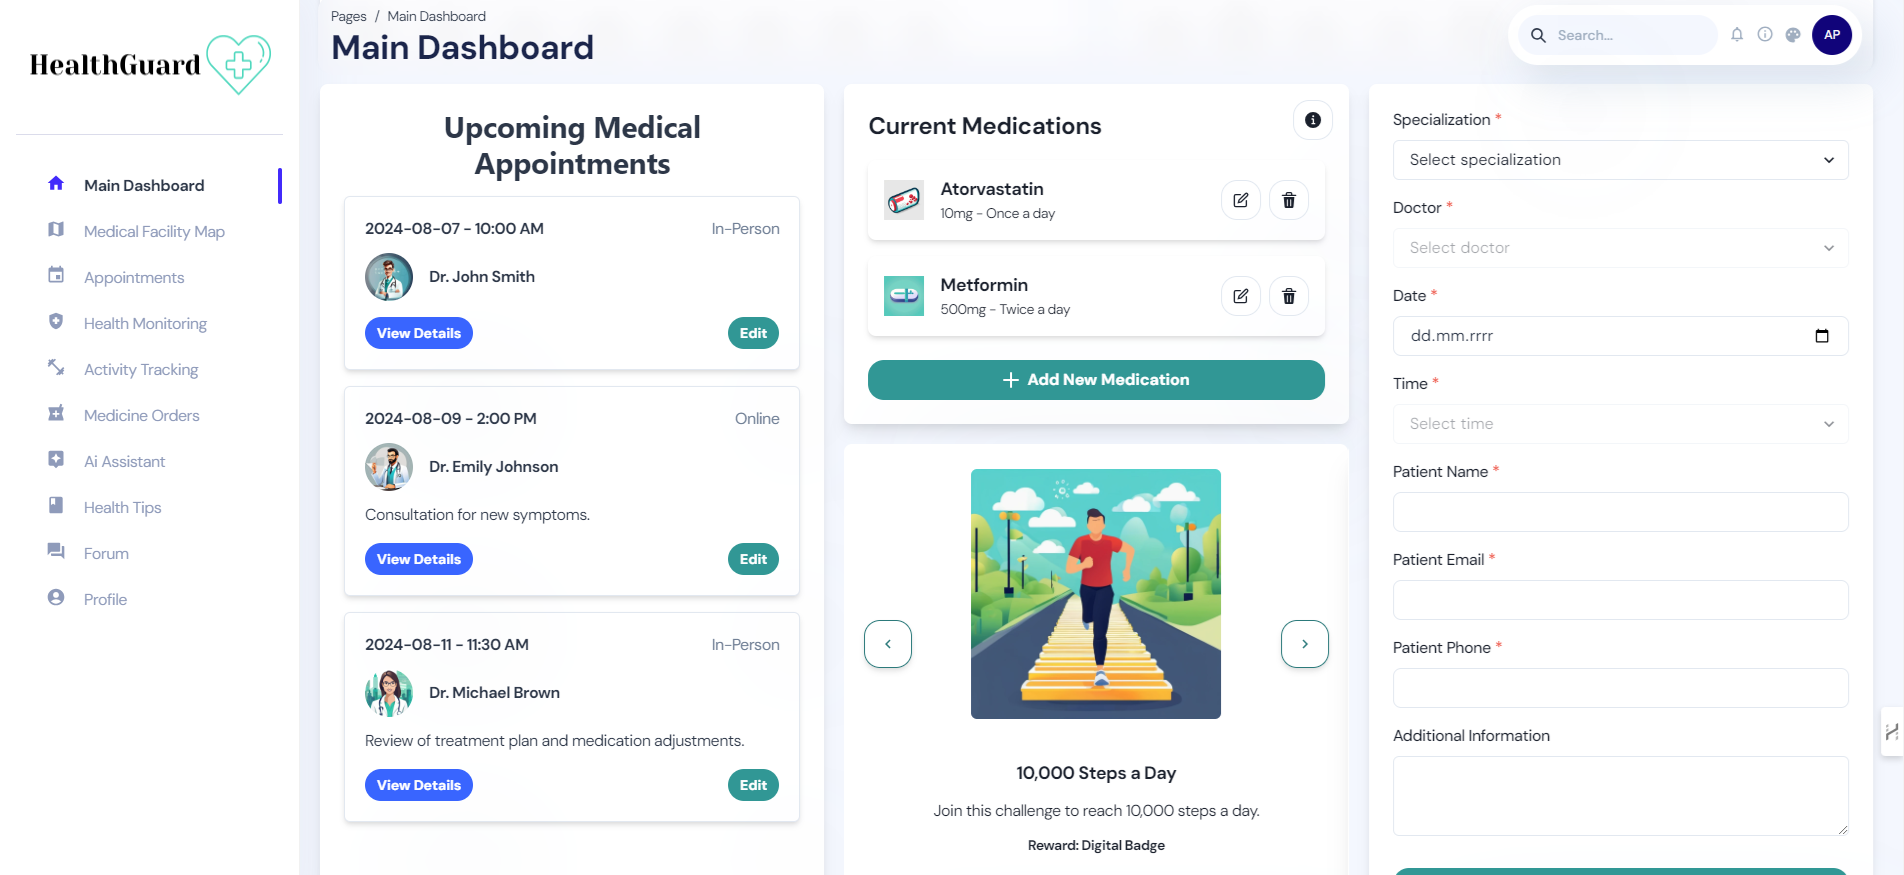 HealthGuard
Main Dashboard
Medical Facility Map
Appointments
Health Monitoring
Activity Tracking
Medicine Orders
Ai Assistant
Health Tips
Forum
Profile
Pages / Main Dashboard
Main Dashboard
Search...
AP
Upcoming Medical
Appointments
2024-08-07 - 10:00 AM In-Person
Dr. John Smith
View Details Edit
2024-08-09 - 2:00 PM Online
Dr. Emily Johnson
Consultation for new symptoms.
View Details Edit
2024-08-11 - 11:30 AM In-Person
Dr. Michael Brown
Review of treatment plan and medication adjustments.
View Details Edit
Current Medications
Atorvastatin
10mg - Once a day
Metformin
500mg - Twice a day
Add New Medication
10,000 Steps a Day
Join this challenge to reach 10,000 steps a day.
Reward: Digital Badge
Specialization *
Select specialization
Doctor *
Select doctor
Date *
dd.mm.rrrr
Time *
Select time
Patient Name *
Patient Email *
Patient Phone *
Additional Information